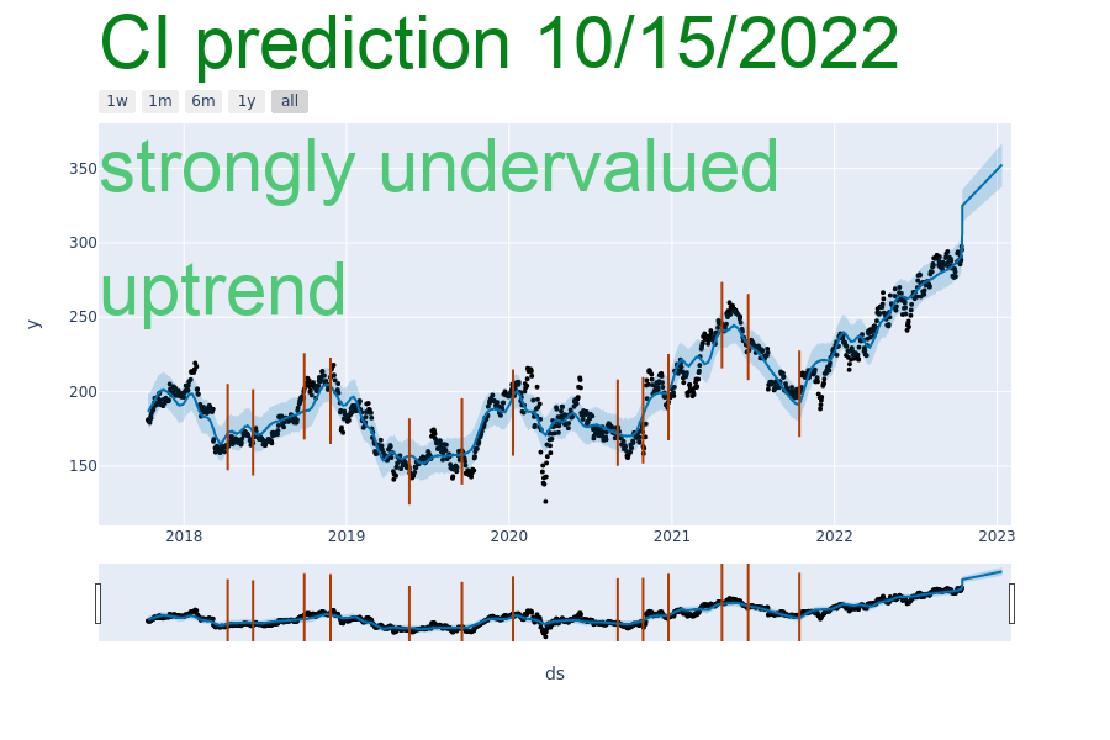 CI prediction 10/15/2022
1w 1m 6m 1y all
strongly undervalued
uptrend
350
300
250
200
150
y
2018 2019 2020 2021 2022 2023
ds